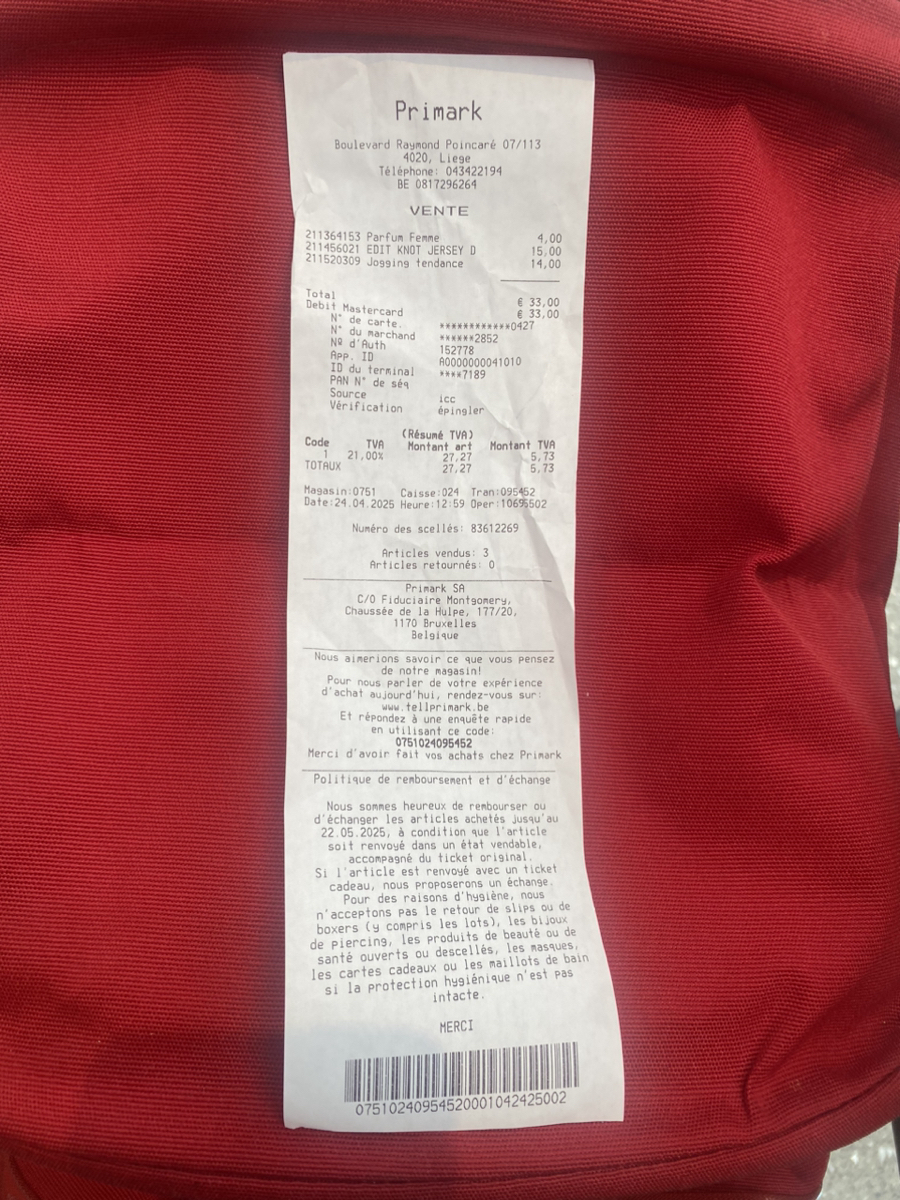 Primark
Boulevard Raymond Poincaré 07/113
4020, Liege
Téléphone: 043422194
BE 0817296264
VENTE
211364153 Parfum Femme 4,00
211456021 EDIT KNOT JERSEY D 15,00
211520309 Jogging tendance 14,00
Total € 33,00
Debit Mastercard € 33,00
N° de carte. ************0427
N° du marchand ******2852
Nº d'Auth 152778
App. ID A0000000041010
ID du terminal ****7189
PAN N° de séq
Source icc
Vérification épingler
(Résumé TVA)
Code TVA Montant art Montant TVA
1 21,00% 27,27 5,73
TOTAUX 27,27 5,73
Magasin:0751 Caisse:024 Tran:095452
Date:24.04.2025 Heure:12:59 Oper:10695502
Numéro des scellés: 83612269
Articles vendus: 3
Articles retournés: 0
Primark SA
C/O Fiduciaire Montgomery,
Chaussée de la Hulpe, 177/20,
1170 Bruxelles
Belgique
Nous aimerions savoir ce que vous pensez
de notre magasin!
Pour nous parler de votre expérience
d'achat aujourd'hui, rendez-vous sur:
www.tellprimark.be
Et répondez à une enquête rapide
en utilisant ce code:
0751024095452
Merci d'avoir fait vos achats chez Primark
Politique de remboursement et d'échange
Nous sommes heureux de rembourser ou
d'échanger les articles achetés jusqu'au
22.05.2025, à condition que l'article
soit renvoyé dans un état vendable,
accompagné du ticket original.
Si l'article est renvoyé avec un ticket
cadeau, nous proposerons un échange.
Pour des raisons d'hygiène, nous
n'acceptons pas le retour de slips ou de
boxers (y compris les lots), les bijoux
de piercing, les produits de beauté ou de
santé ouverts ou descellés, les masques,
les cartes cadeaux ou les maillots de bain
si la protection hygiénique n'est pas
intacte.
MERCI
07510240954520001042425002